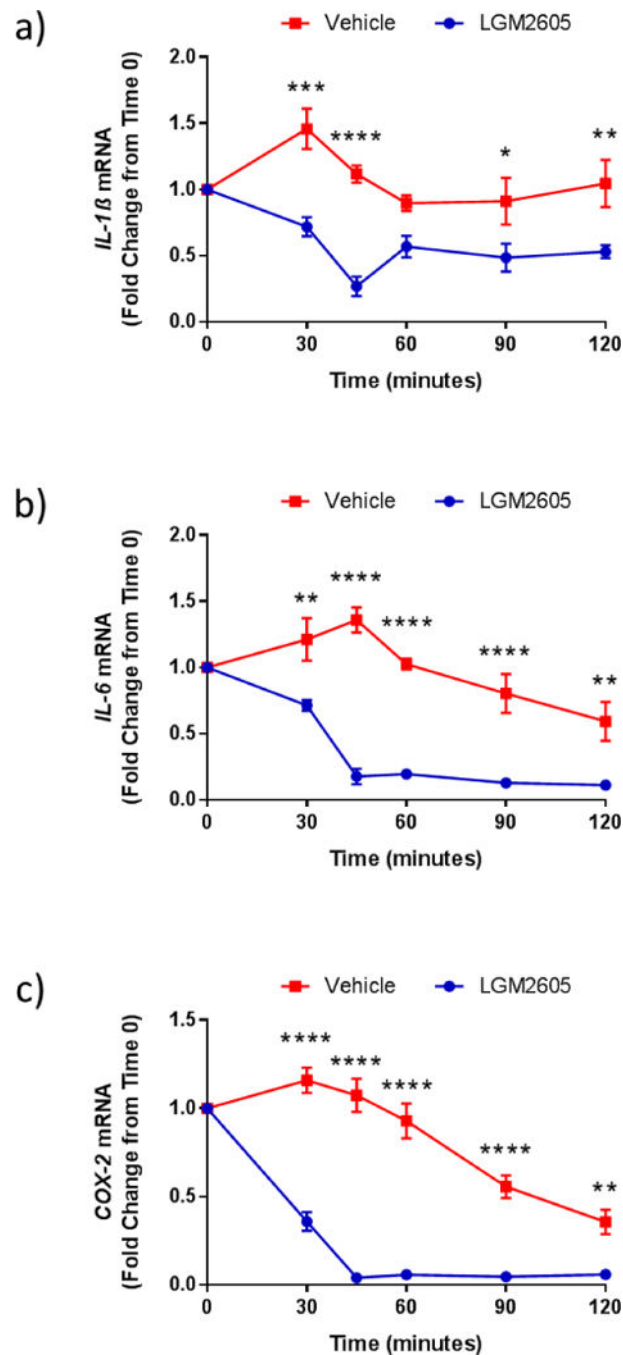 a)
Vehicle LGM2605
IL-1ß mRNA
(Fold Change from Time 0)
2.0
1.5
1.0
0.5
0.0
***
****
*
**
0 30 60 90 120
Time (minutes)
b)
Vehicle LGM2605
IL-6 mRNA
(Fold Change from Time 0)
2.0
1.5
1.0
0.5
0.0
**
****
****
****
**
0 30 60 90 120
Time (minutes)
c)
Vehicle LGM2605
COX-2 mRNA
(Fold Change from Time 0)
1.5
1.0
0.5
0.0
****
****
****
****
**
0 30 60 90 120
Time (minutes)